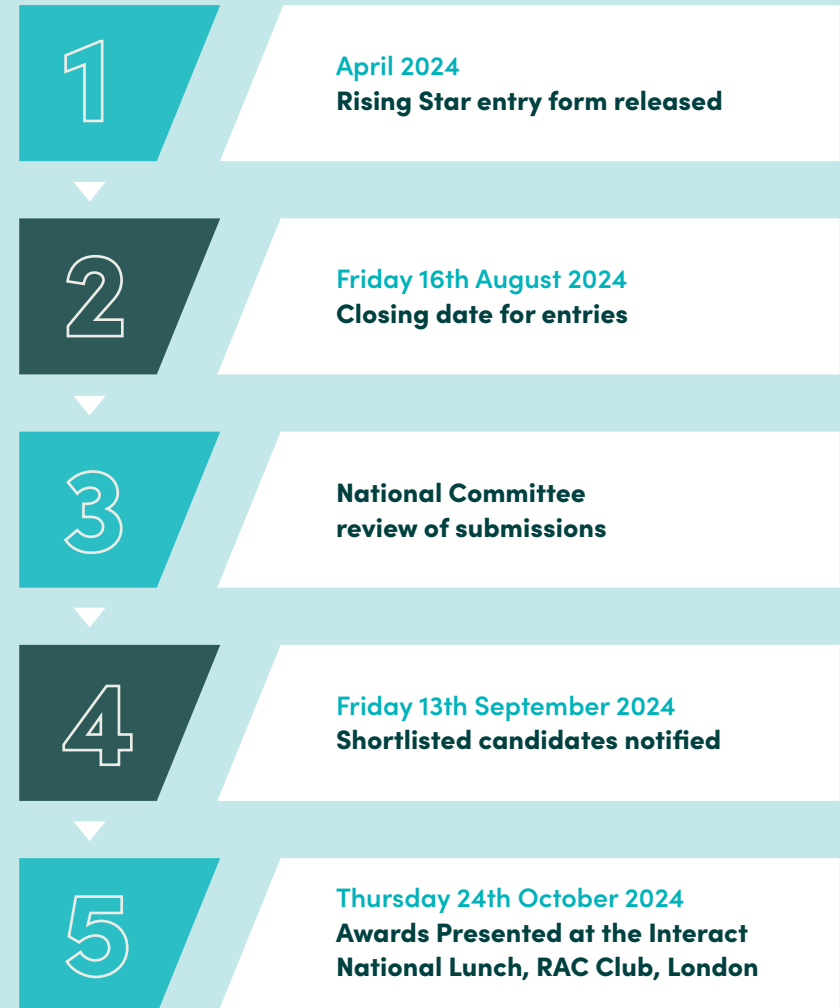 1
April 2024
Rising Star entry form released
2
Friday 16th August 2024
Closing date for entries
3
National Committee
review of submissions
4
Friday 13th September 2024
Shortlisted candidates notified
5
Thursday 24th October 2024
Awards Presented at the Interact
National Lunch, RAC Club, London